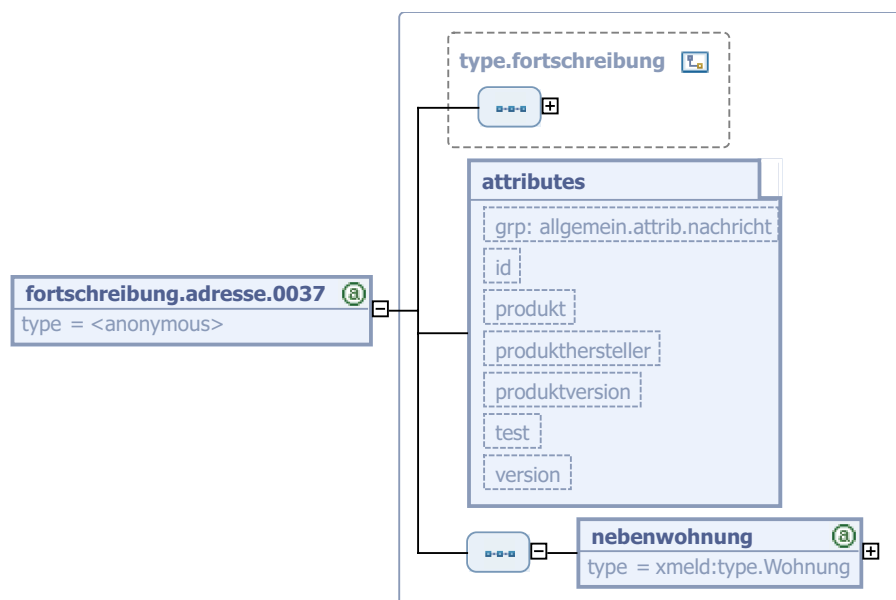 type.fortschreibung
attributes
grp: allgemein.attrib.nachricht
id
produkt
produkthersteller
produktversion
test
version
fortschreibung.adresse.0037
type = <anonymous>
nebenwohnung
type = xmeld:type.Wohnung